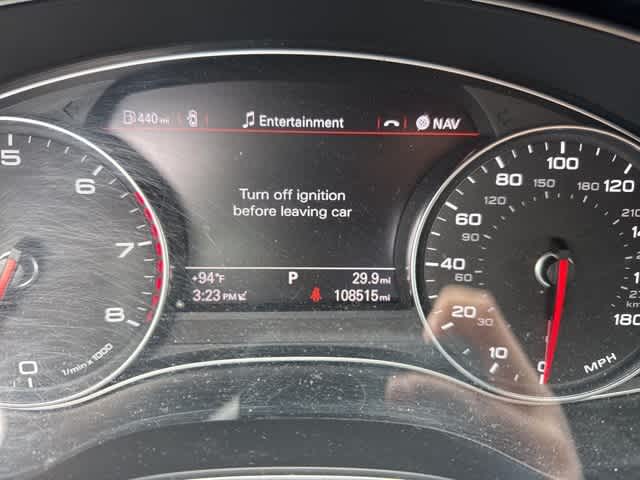 440 mi
Entertainment
NAV
Turn off ignition
before leaving car
+94°F
P
29.9 mi
3:23 PM
108515 mi
5
6
7
8
0
1/min x 1000
0
10
20
40
60
80
100
120
180
30
60
90
120
150
180
210
MPH